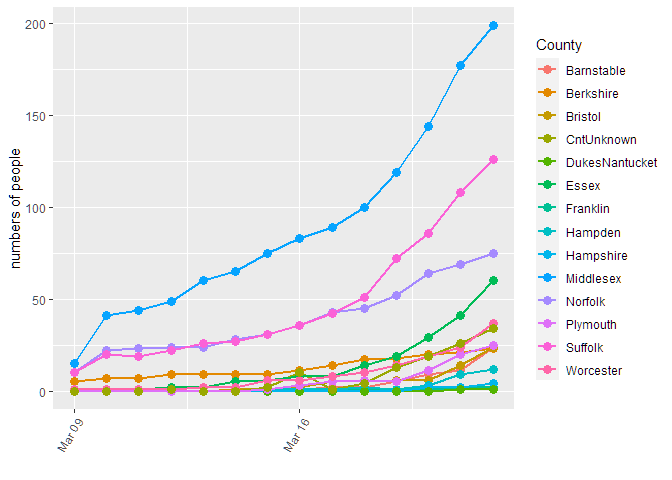 200
150
100
50
0
numbers of people
Mar 09
Mar 16
County
Barnstable
Berkshire
Bristol
CntUnknown
DukesNantucket
Essex
Franklin
Hampden
Hampshire
Middlesex
Norfolk
Plymouth
Suffolk
Worcester